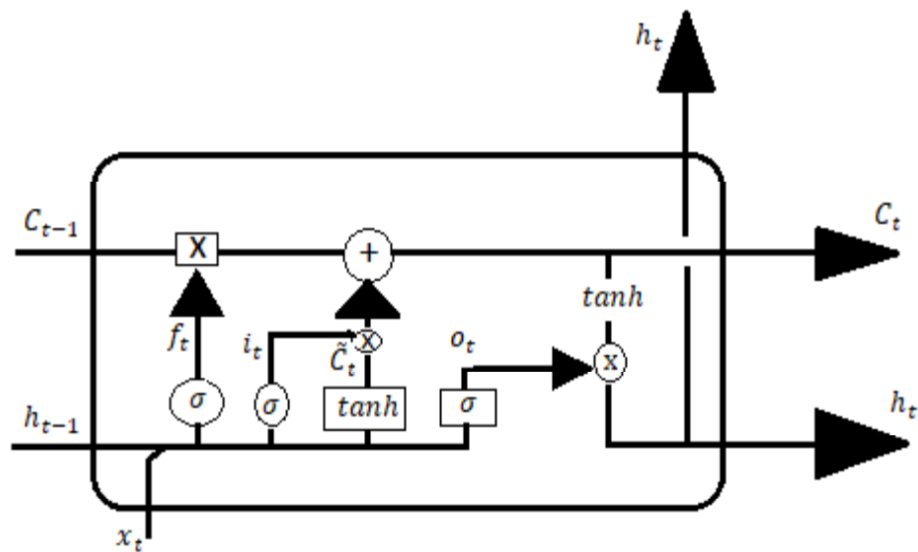 h_t
C_{t-1}
C_t
X
+
tanh
f_t
i_t
x
C̃_t
o_t
x
σ
σ
tanh
σ
h_{t-1}
h_t
x_t